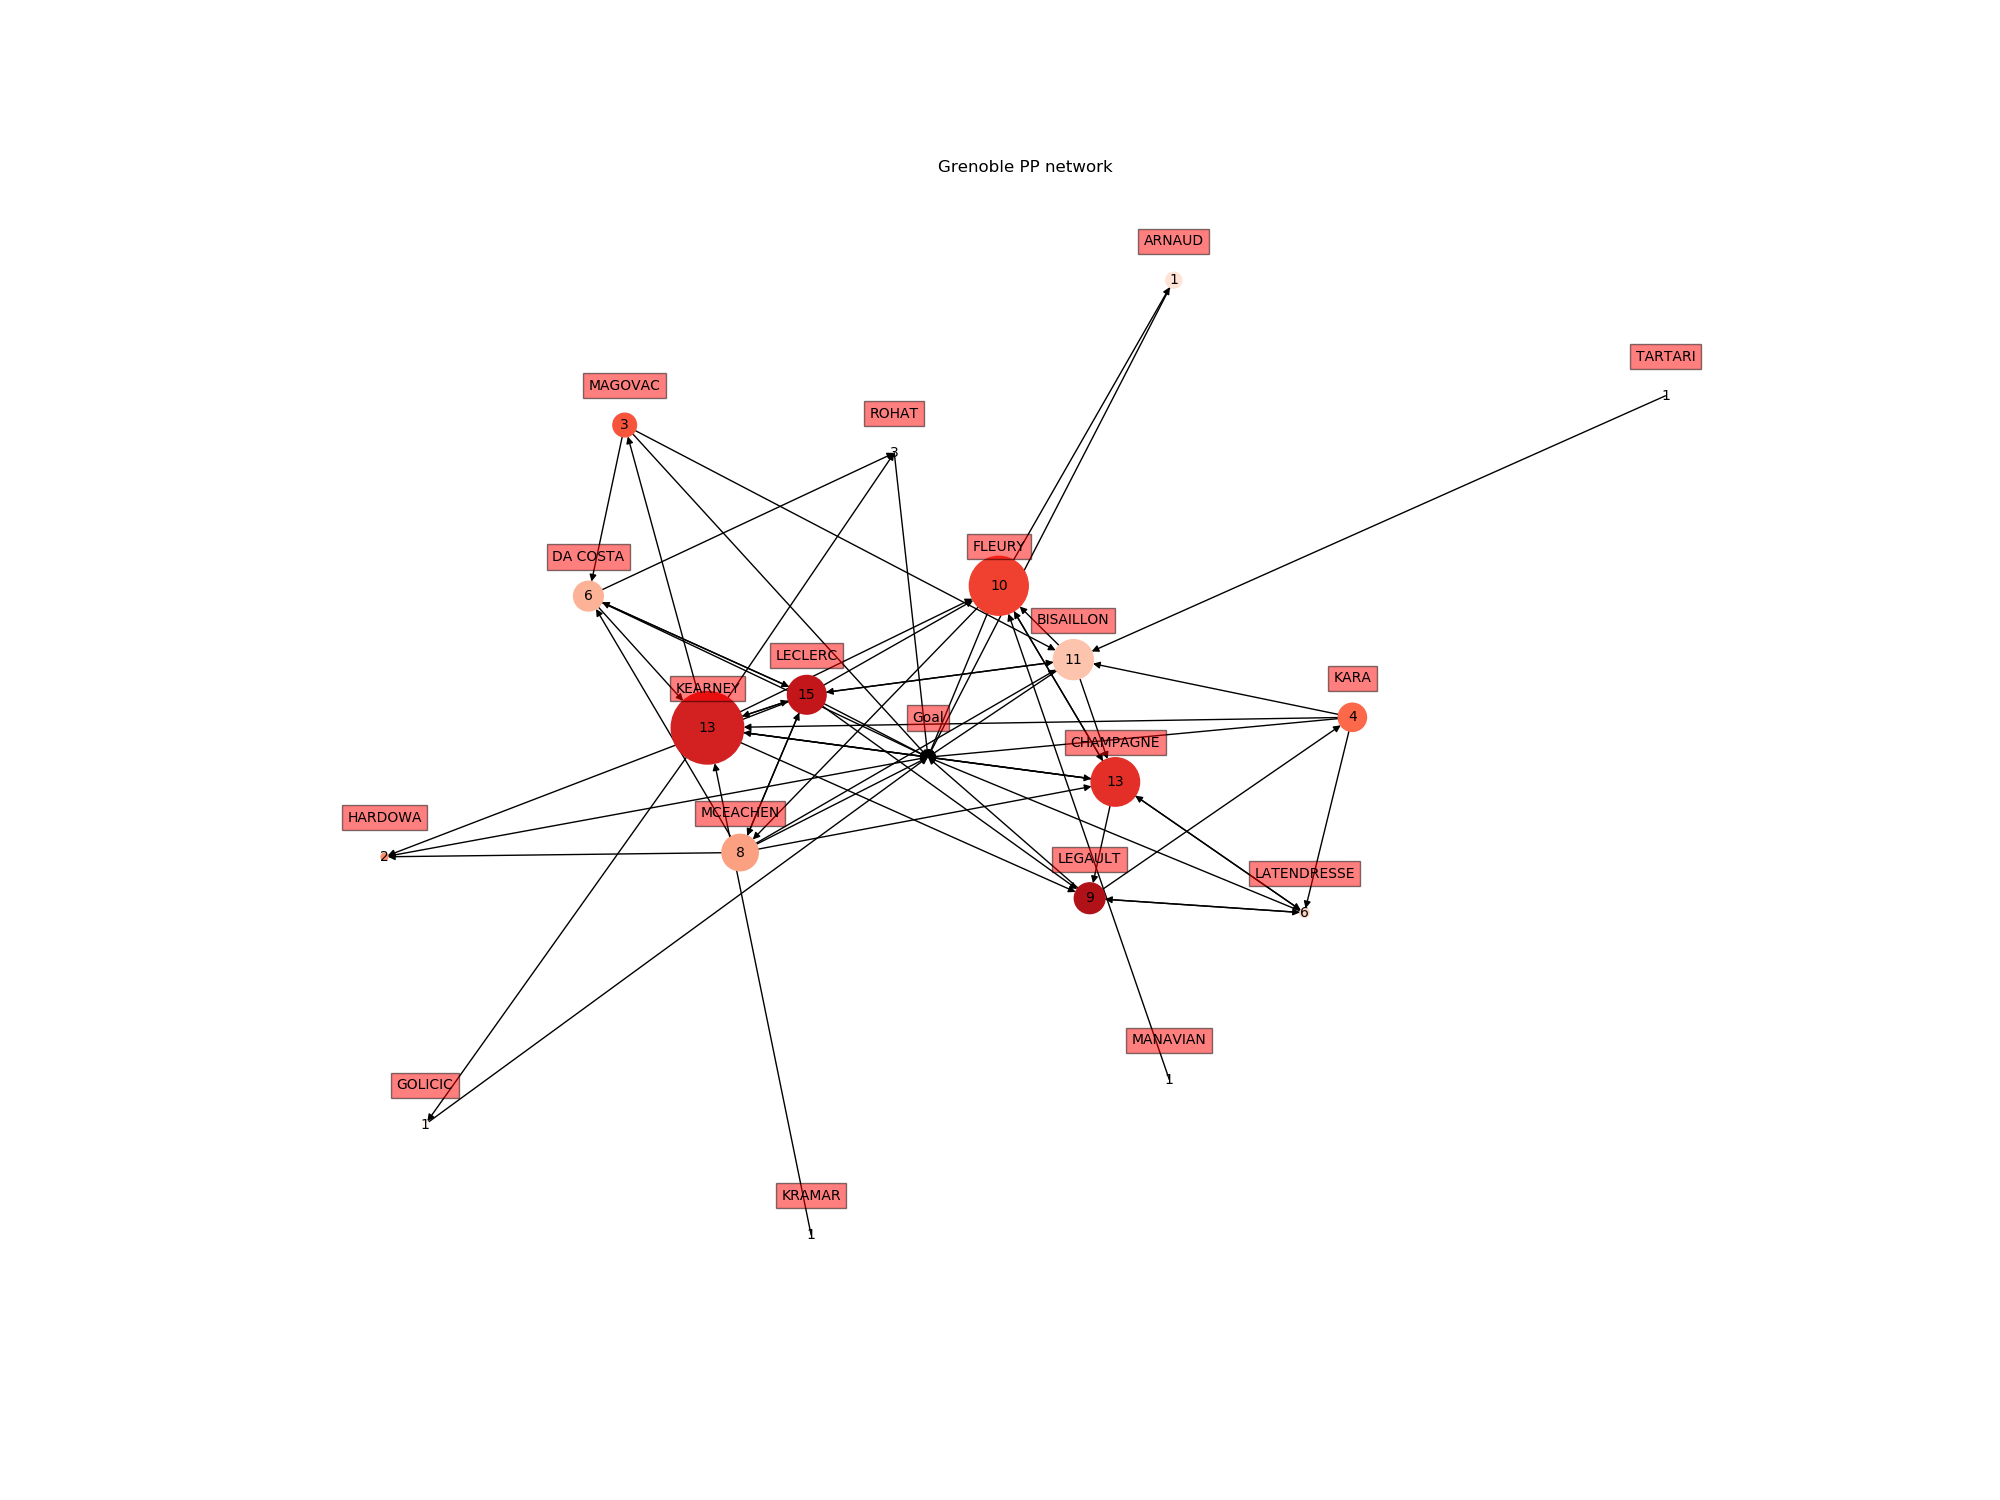 Grenoble PP network
ARNAUD
1
TARTARI
1
MAGOVAC
3
ROHAT
3
FLEURY
10
DA COSTA
6
BISAILLON
11
LECLERC
15
KEARNEY
13
KARA
4
Goal
CHAMPAGNE
13
MCEACHEN
8
HARDOWA
2
LEGAULT
9
LATENDRESSE
6
MANAVIAN
1
GOLICIC
1
KRAMAR
1